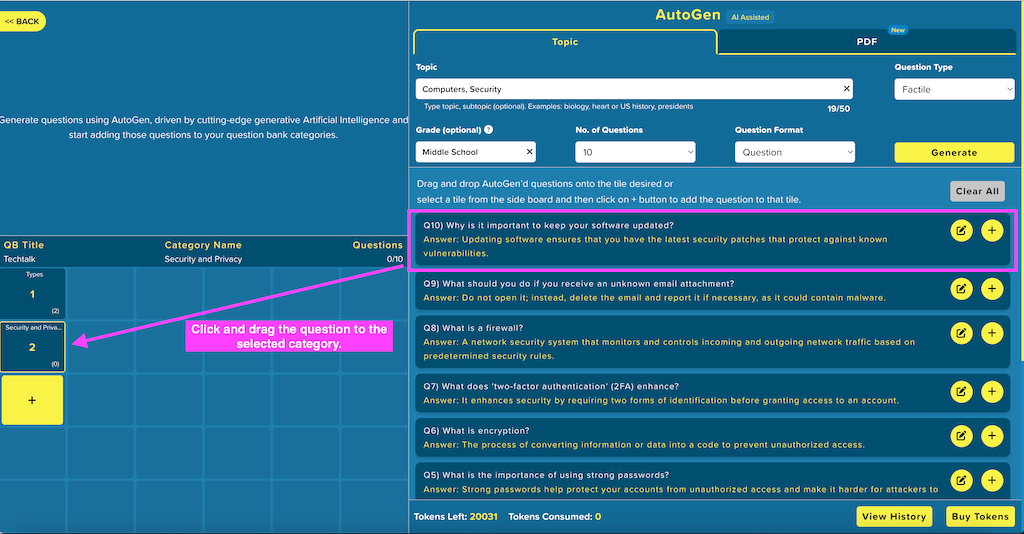 << BACK
Generate questions using AutoGen, driven by cutting-edge generative Artificial Intelligence and
start adding those questions to your question bank categories.
QB Title
Category Name
Questions
Techtalk
Security and Privacy
0/10
Types
1
(2)
Security and Priva...
2
(0)
+
Click and drag the question to the
selected category.
AutoGen
AI Assisted
Topic
PDF
New
Topic
Question Type
Computers, Security
×
Factile
Type topic, subtopic (optional). Examples: biology, heart or US history, presidents
19/50
Grade (optional) ?
No. of Questions
Question Format
Middle School
×
10
Question
Generate
Drag and drop AutoGen'd questions onto the tile desired or
select a tile from the side board and then click on + button to add the question to that tile.
Clear All
Q10) Why is it important to keep your software updated?
Answer: Updating software ensures that you have the latest security patches that protect against known
vulnerabilities.
+
Q9) What should you do if you receive an unknown email attachment?
Answer: Do not open it; instead, delete the email and report it if necessary, as it could contain malware.
+
Q8) What is a firewall?
Answer: A network security system that monitors and controls incoming and outgoing network traffic based on
predetermined security rules.
+
Q7) What does 'two-factor authentication' (2FA) enhance?
Answer: It enhances security by requiring two forms of identification before granting access to an account.
+
Q6) What is encryption?
Answer: The process of converting information or data into a code to prevent unauthorized access.
+
Q5) What is the importance of using strong passwords?
Answer: Strong passwords help protect your accounts from unauthorized access and make it harder for attackers to
+
Tokens Left: 20031
Tokens Consumed: 0
View History
Buy Tokens